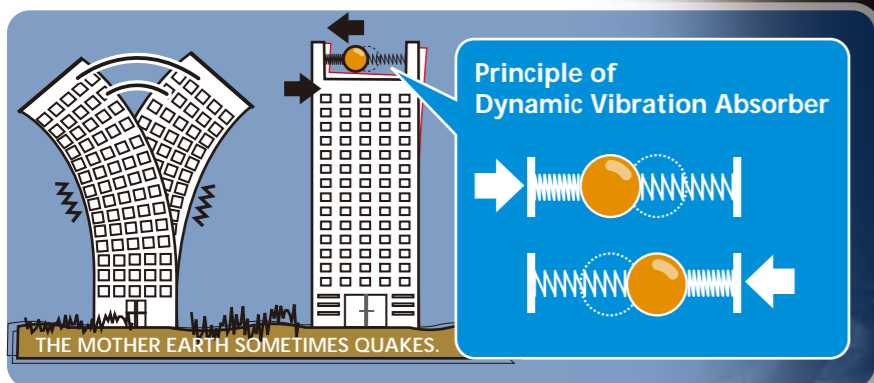 Principle of
Dynamic Vibration Absorber
THE MOTHER EARTH SOMETIMES QUAKES.